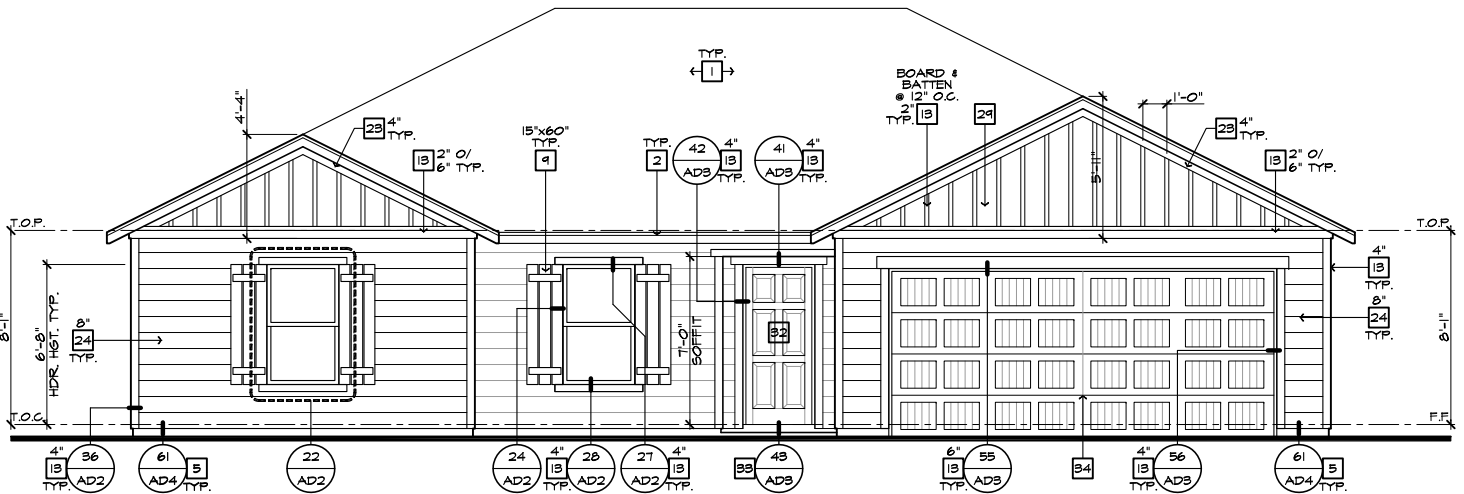 TYP.
1
BOARD &
BATTEN
@ 12" O.C.
2"
TYP.
13
29
1'-0"
4'-4"
23
4"
TYP.
13
2" O/
6" TYP.
15"x60"
TYP.
9
TYP.
2
42
AD3
4"
13
TYP.
41
AD3
4"
13
TYP.
5'-11"
23
4"
TYP.
13
2" O/
6" TYP.
T.O.P.
T.O.P.
4"
13
TYP.
8"
24
TYP.
8'-1"
6'-8"
HDR. HGT. TYP.
8"
24
TYP.
7'-0"
SOFFIT
32
8'-1"
T.O.C.
F.F.
4"
13
TYP.
36
AD2
61
AD4
5
TYP.
22
AD2
24
AD2
4"
13
TYP.
28
AD2
27
AD2
4"
13
TYP.
33
43
AD3
6"
13
TYP.
55
AD3
34
4"
13
TYP.
56
AD3
61
AD4
5
TYP.